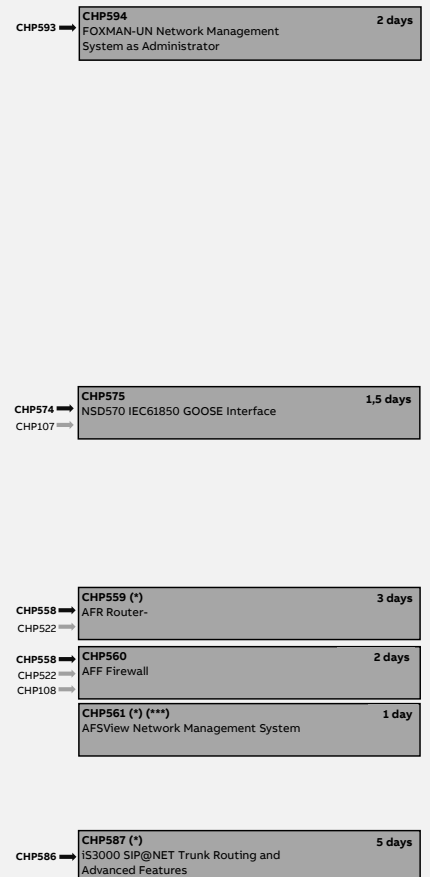 CHP594 2 days
CHP593 FOXMAN-UN Network Management
System as Administrator
CHP575 1,5 days
CHP574 NSD570 IEC61850 GOOSE Interface
CHP107
CHP559 (*) 3 days
CHP558 AFR Router-
CHP522
CHP558 CHP560 2 days
CHP522 AFF Firewall
CHP108
CHP561 (*) (***) 1 day
AFSView Network Management System
CHP587 (*) 5 days
CHP586 iS3000 SIP@NET Trunk Routing and
Advanced Features